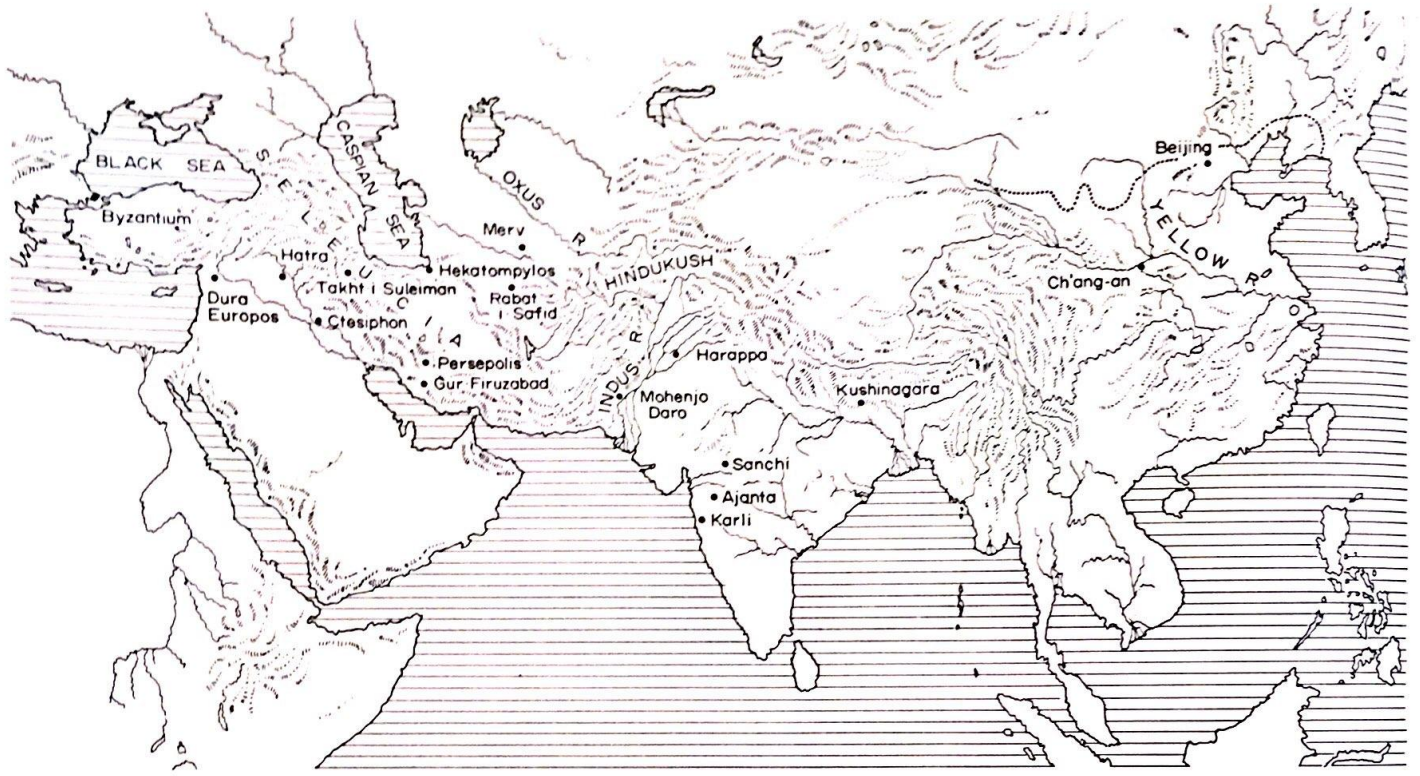 BLACK SEA
Byzantium
CASPIAN SEA
SELEUCIA
OXUS R
Merv
Hatra
Takht i Suleiman
Hekatompylos
Rabat
i Safid
HINDUKUSH
Dura
Europos
Ctesiphon
Persepolis
Gur Firuzabad
INDUS R
Harappa
Mohenjo
Daro
Kushinagara
Sanchi
Ajanta
Karli
Beijing
YELLOW R
Ch'ang-an